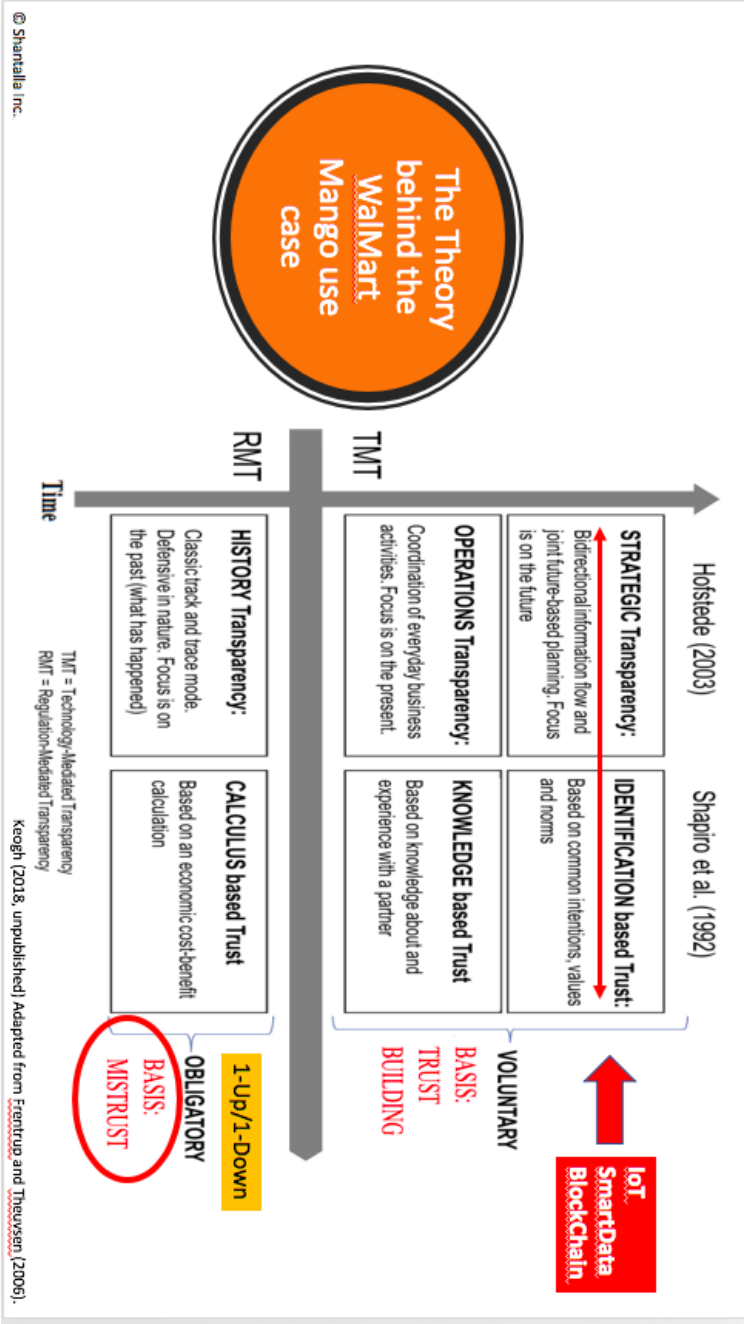 The Theory
behind the
WalMart
Mango use
case
Hofstede (2003)
Shapiro et al. (1992)
TMT
RMT
Time
STRATEGIC Transparency:
Bidirectional information flow and
joint future-based planning. Focus
is on the future
IDENTIFICATION based Trust:
Based on common intentions, values
and norms
OPERATIONS Transparency:
Coordination of everyday business
activities. Focus is on the present.
KNOWLEDGE based Trust
Based on knowledge about and
experience with a partner
HISTORY Transparency:
Classic track and trace mode.
Defensive in nature. Focus is on
the past (what has happened)
CALCULUS based Trust
Based on an economic cost-benefit
calculation
IoT
SmartData
BlockChain
VOLUNTARY
BASIS:
TRUST
BUILDING
1-Up/1-Down
OBLIGATORY
BASIS:
MISTRUST
TMT = Technology-Mediated Transparency
RMT = Regulation-Mediated Transparency
Keogh (2018, unpublished) Adapted from Frentrup and Theuvsen (2006).
© Shantalla Inc.